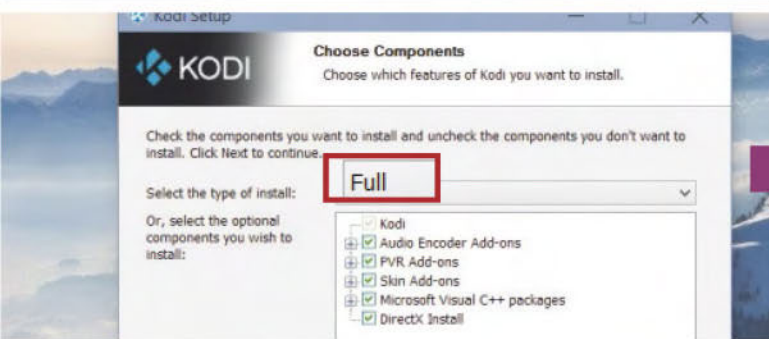 Kodi Setup
KODI
Choose Components
Choose which features of Kodi you want to install.
Check the components you want to install and uncheck the components you don't want to
install. Click Next to continue.
Select the type of install:
Full
Or, select the optional
components you wish to
install:
Kodi
Audio Encoder Add-ons
PVR Add-ons
Skin Add-ons
Microsoft Visual C++ packages
DirectX Install